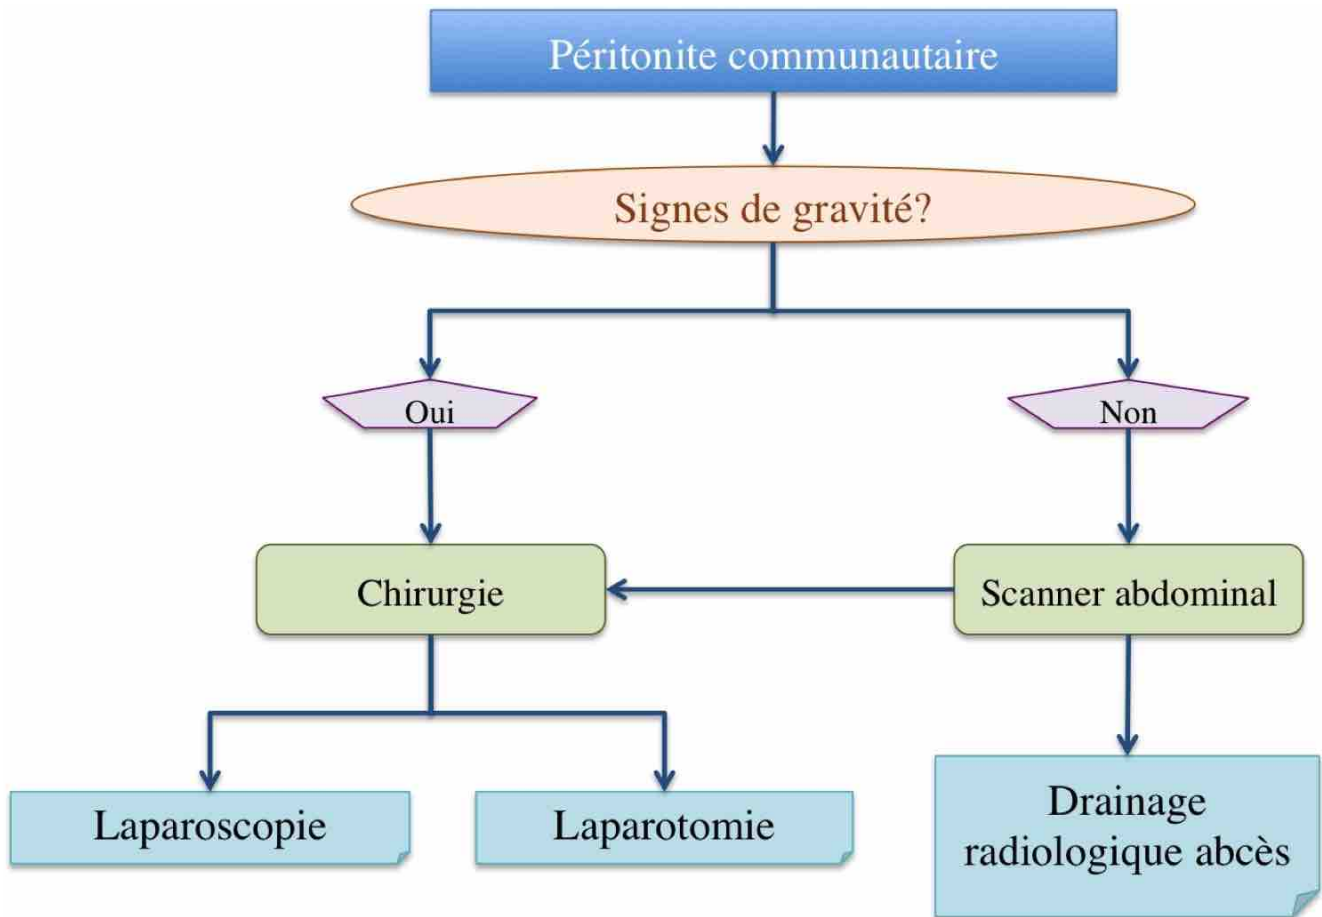 Péritonite communautaire
Signes de gravité?
Oui
Non
Chirurgie
Scanner abdominal
Laparoscopie
Laparotomie
Drainage
radiologique abcès